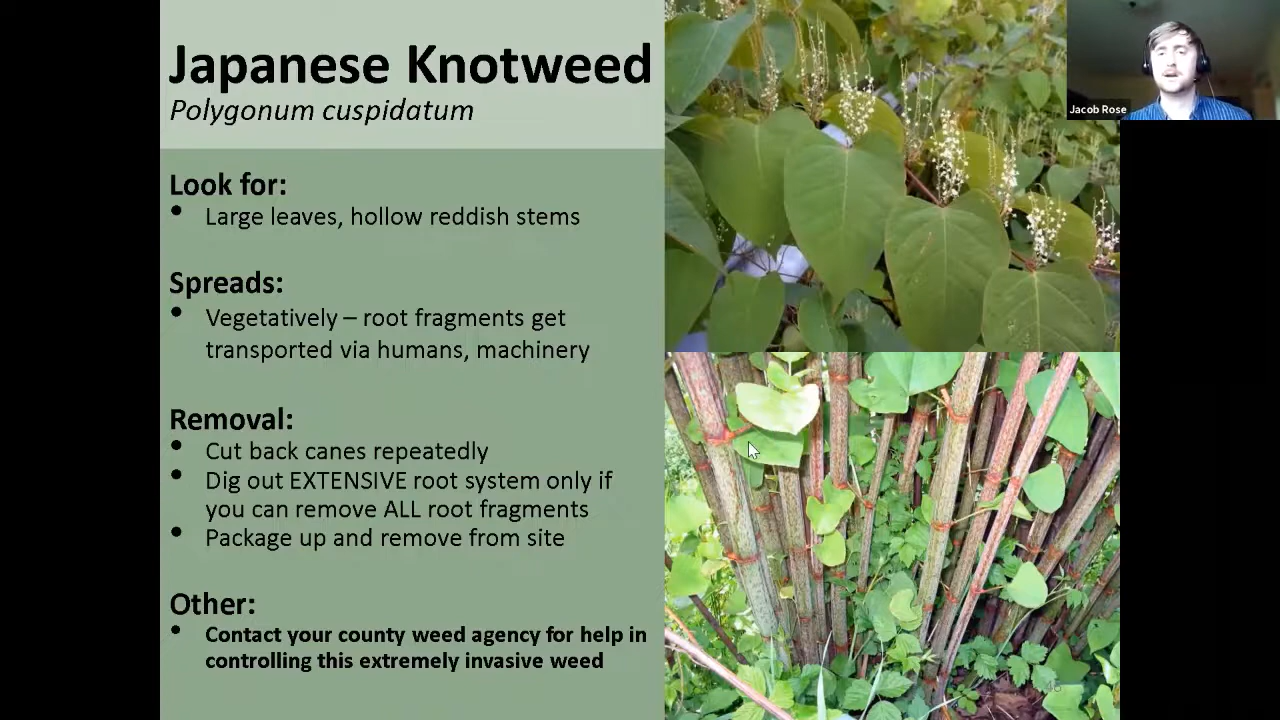 Japanese Knotweed
Polygonum cuspidatum
Look for:
• Large leaves, hollow reddish stems
Spreads:
• Vegetatively – root fragments get
transported via humans, machinery
Removal:
• Cut back canes repeatedly
• Dig out EXTENSIVE root system only if
you can remove ALL root fragments
• Package up and remove from site
Other:
• Contact your county weed agency for help in
controlling this extremely invasive weed
Jacob Rose